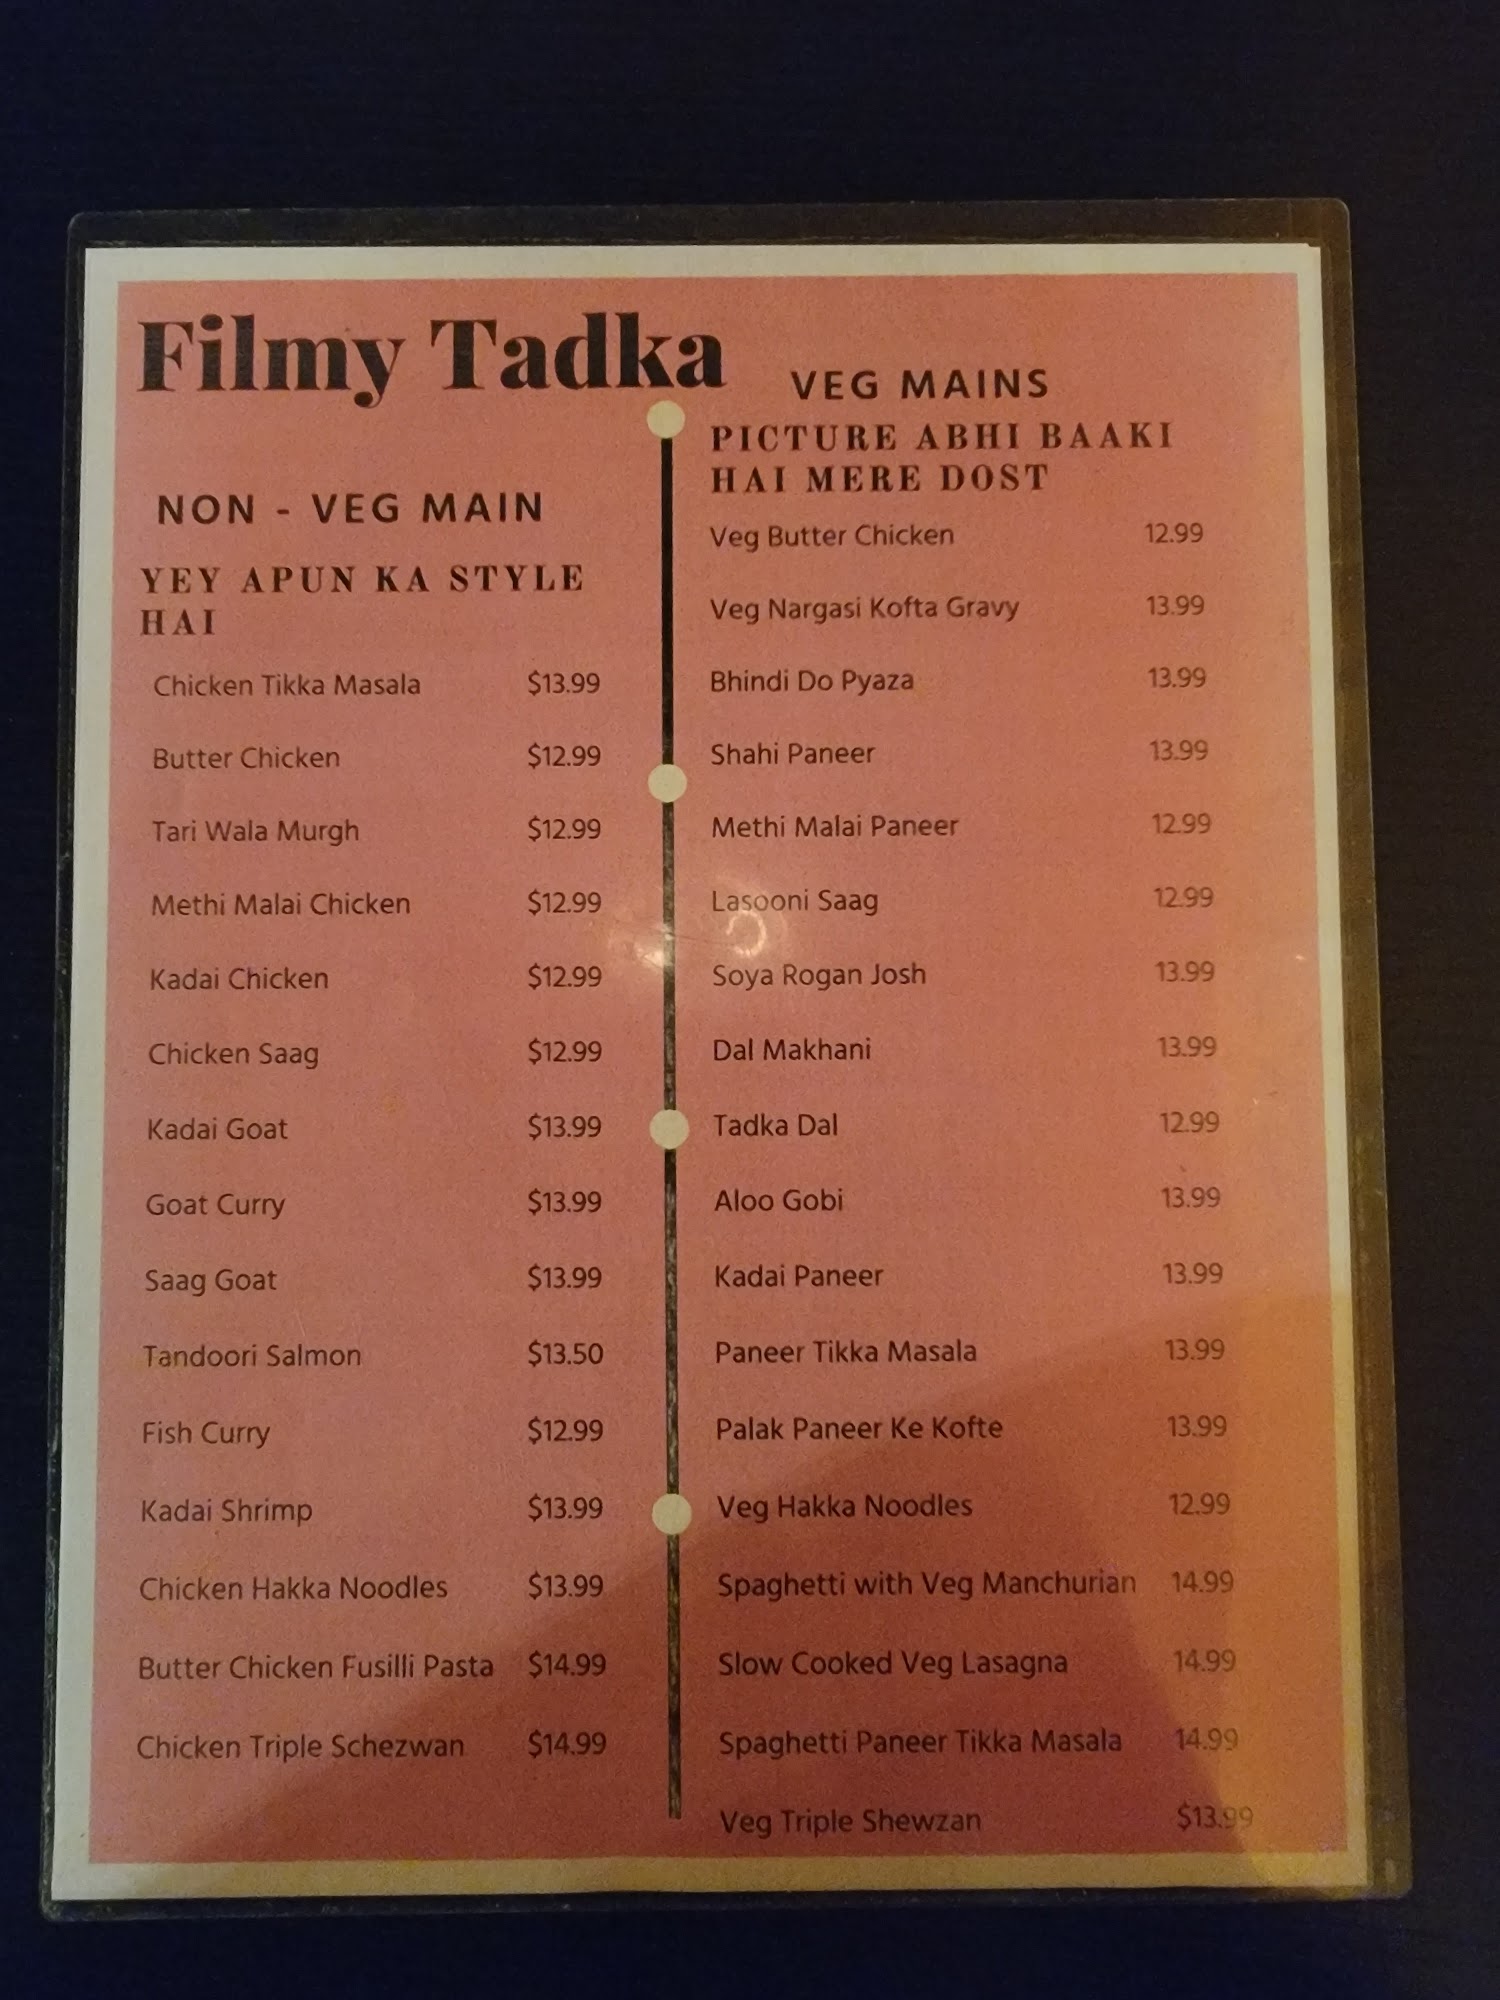 Filmy Tadka
NON - VEG MAIN
YEY APUN KA STYLE
HAI
Chicken Tikka Masala $13.99
Butter Chicken $12.99
Tari Wala Murgh $12.99
Methi Malai Chicken $12.99
Kadai Chicken $12.99
Chicken Saag $12.99
Kadai Goat $13.99
Goat Curry $13.99
Saag Goat $13.99
Tandoori Salmon $13.50
Fish Curry $12.99
Kadai Shrimp $13.99
Chicken Hakka Noodles $13.99
Butter Chicken Fusilli Pasta $14.99
Chicken Triple Schezwan $14.99
VEG MAINS
PICTURE ABHI BAAKI
HAI MERE DOST
Veg Butter Chicken 12.99
Veg Nargasi Kofta Gravy 13.99
Bhindi Do Pyaza 13.99
Shahi Paneer 13.99
Methi Malai Paneer 12.99
Lasooni Saag 12.99
Soya Rogan Josh 13.99
Dal Makhani 13.99
Tadka Dal 12.99
Aloo Gobi 13.99
Kadai Paneer 13.99
Paneer Tikka Masala 13.99
Palak Paneer Ke Kofte 13.99
Veg Hakka Noodles 12.99
Spaghetti with Veg Manchurian 14.99
Slow Cooked Veg Lasagna 14.99
Spaghetti Paneer Tikka Masala 14.99
Veg Triple Shewzan $13.99